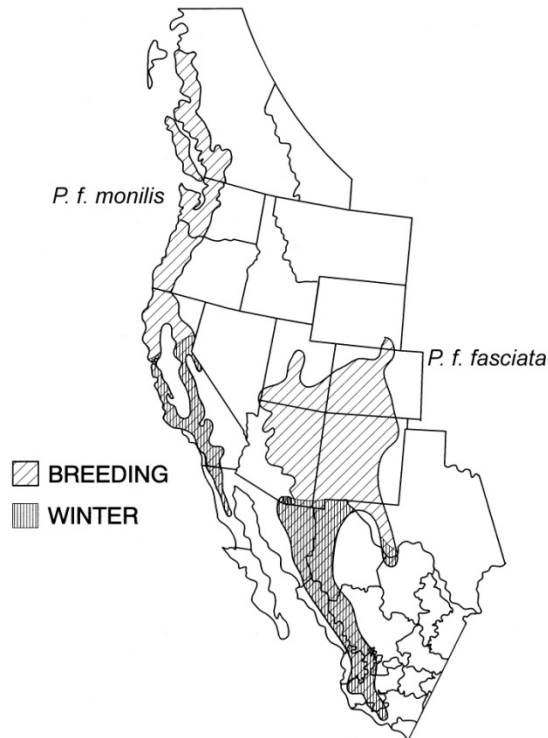 P. f. monilis
P. f. fasciata
BREEDING
WINTER